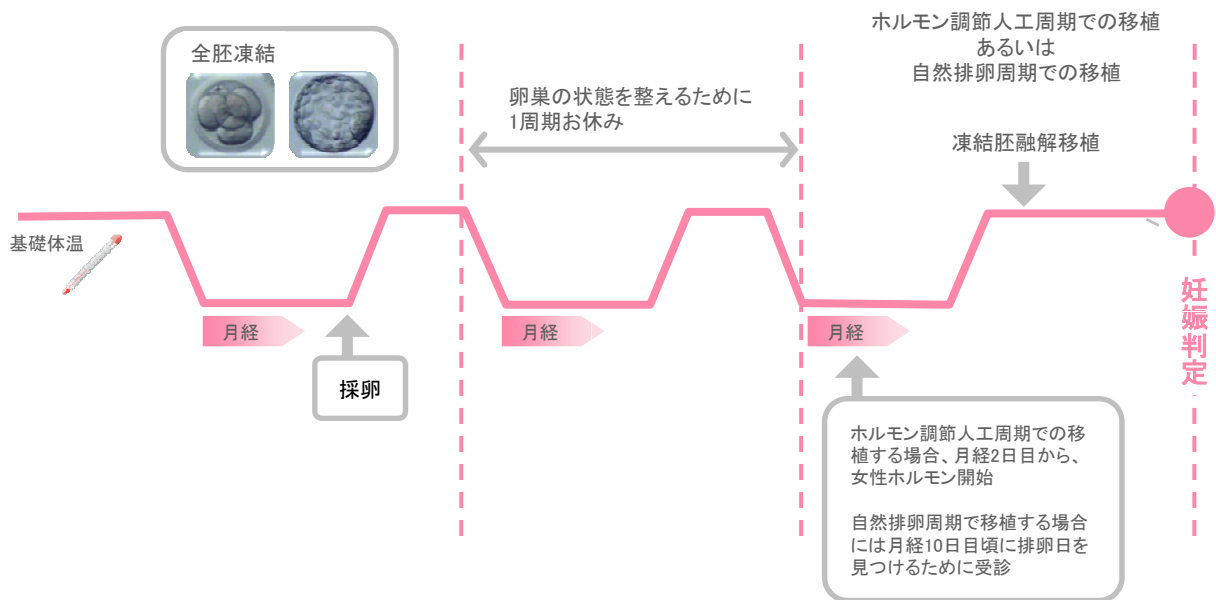 全胚凍結
卵巣の状態を整えるために
1周期お休み
ホルモン調節人工周期での移植
あるいは
自然排卵周期での移植
凍結胚融解移植
基礎体温
月経
月経
月経
採卵
妊娠判定
ホルモン調節人工周期での移
植する場合、月経2日目から、
女性ホルモン開始
自然排卵周期で移植する場合
には月経10日目頃に排卵日を
見つけるために受診